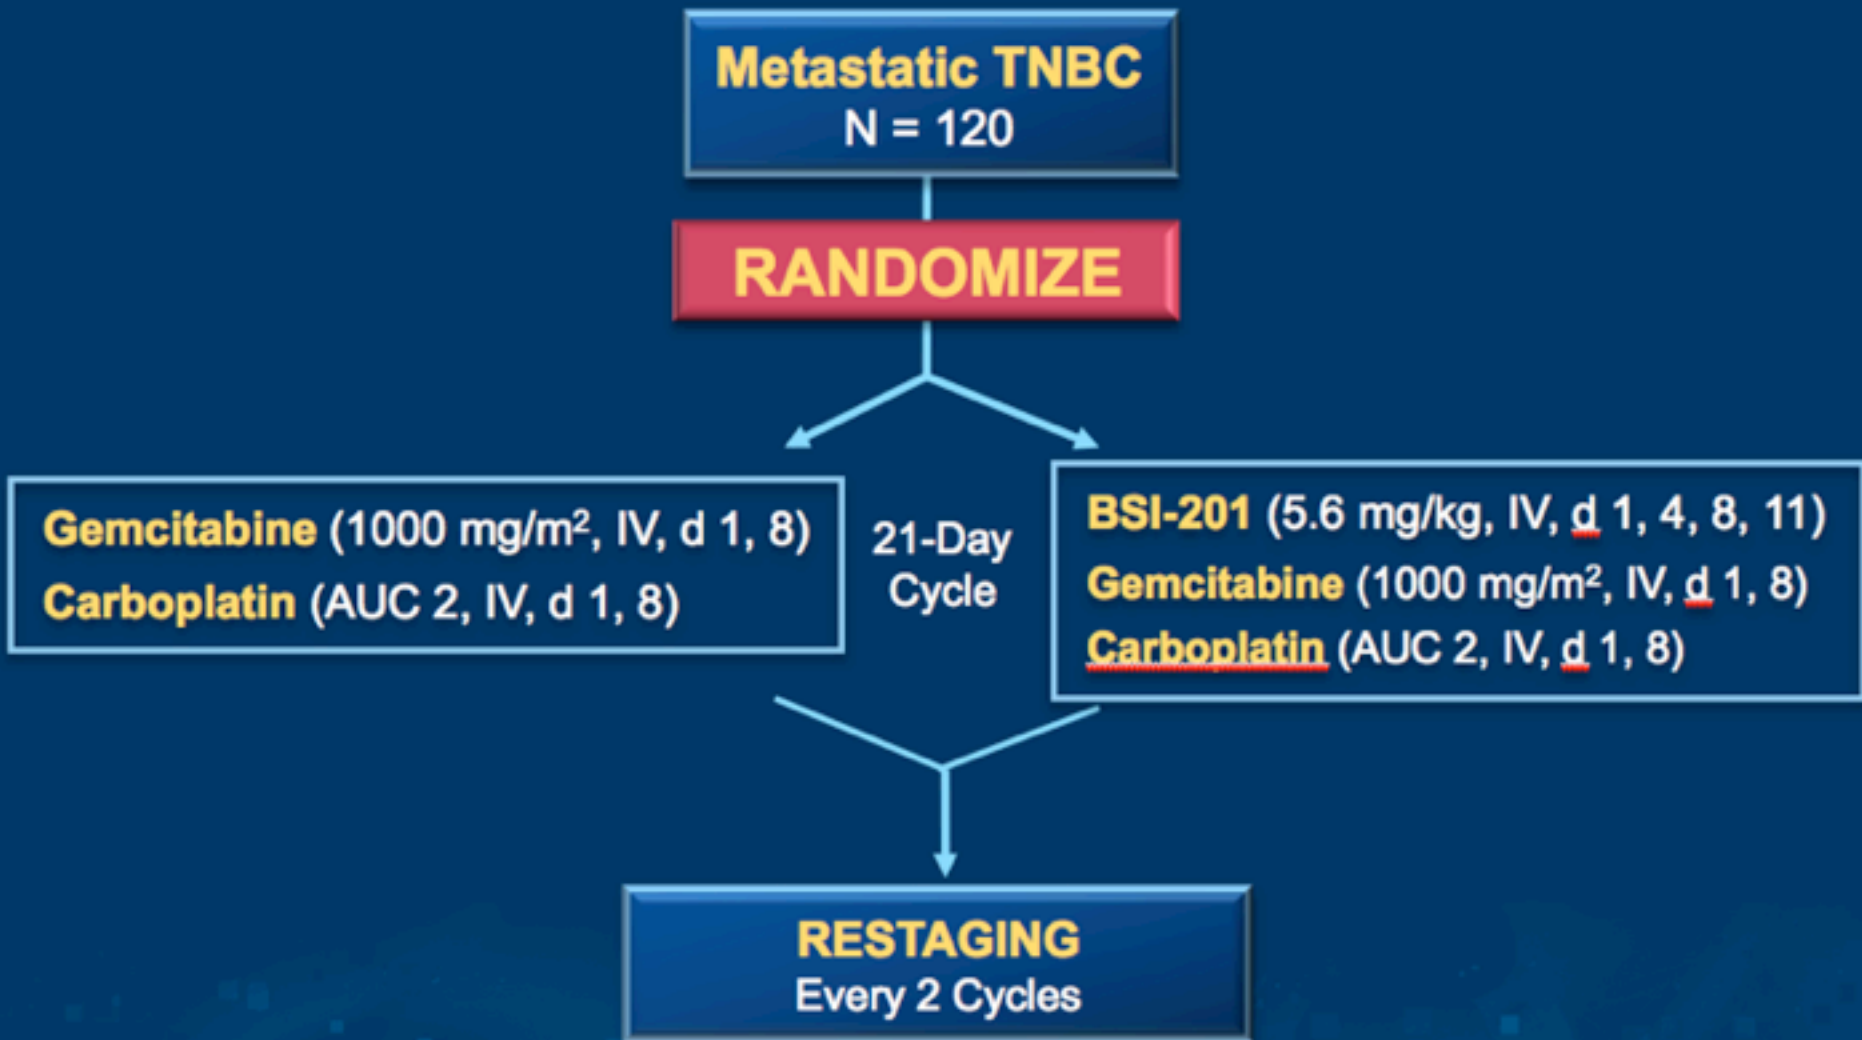 Metastatic TNBC
N = 120
RANDOMIZE
Gemcitabine (1000 mg/m², IV, d 1, 8)
Carboplatin (AUC 2, IV, d 1, 8)
21-Day
Cycle
BSI-201 (5.6 mg/kg, IV, d 1, 4, 8, 11)
Gemcitabine (1000 mg/m², IV, d 1, 8)
Carboplatin (AUC 2, IV, d 1, 8)
RESTAGING
Every 2 Cycles